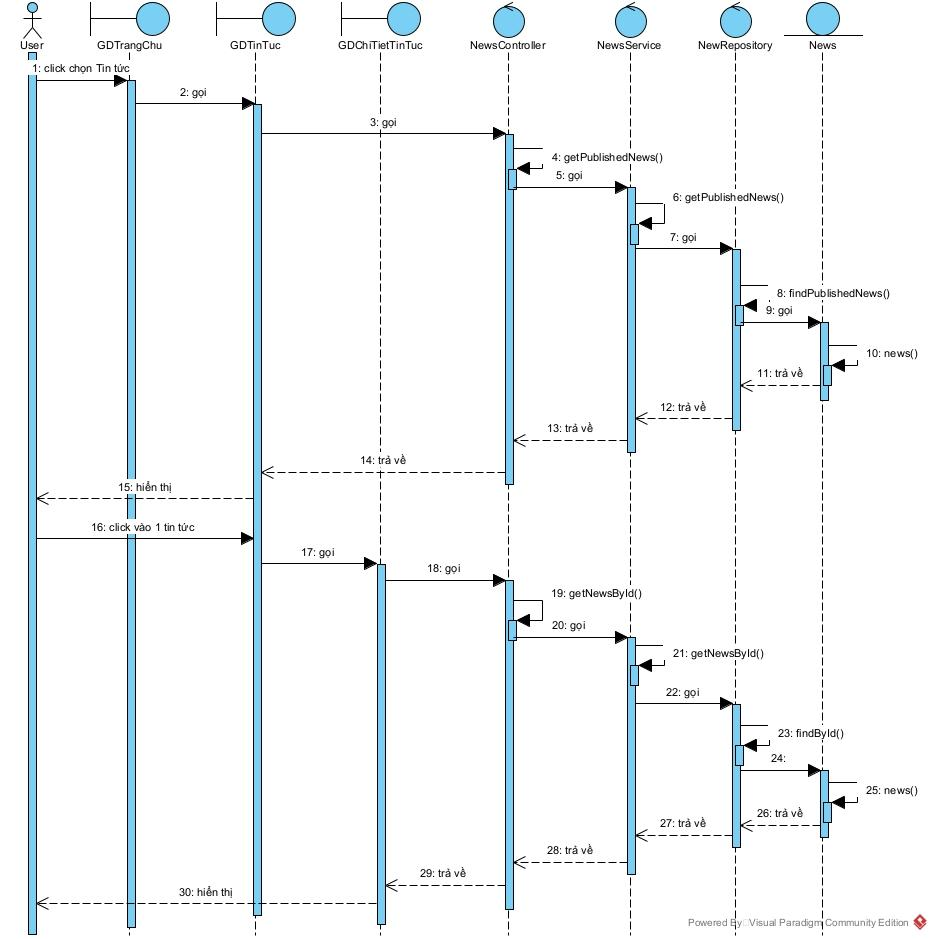 User
GDTrangChu
GDTinTuc
GDChiTietTinTuc
NewsController
NewsService
NewRepository
News
1: click chọn Tin tức
2: gọi
3: gọi
4: getPublishedNews()
5: gọi
6: getPublishedNews()
7: gọi
8: findPublishedNews()
9: gọi
10: news()
11: trả về
12: trả về
13: trả về
14: trả về
15: hiển thị
16: click vào 1 tin tức
17: gọi
18: gọi
19: getNewsById()
20: gọi
21: getNewsById()
22: gọi
23: findById()
24:
25: news()
26: trả về
27: trả về
28: trả về
29: trả về
30: hiển thị
Powered By Visual Paradigm Community Edition